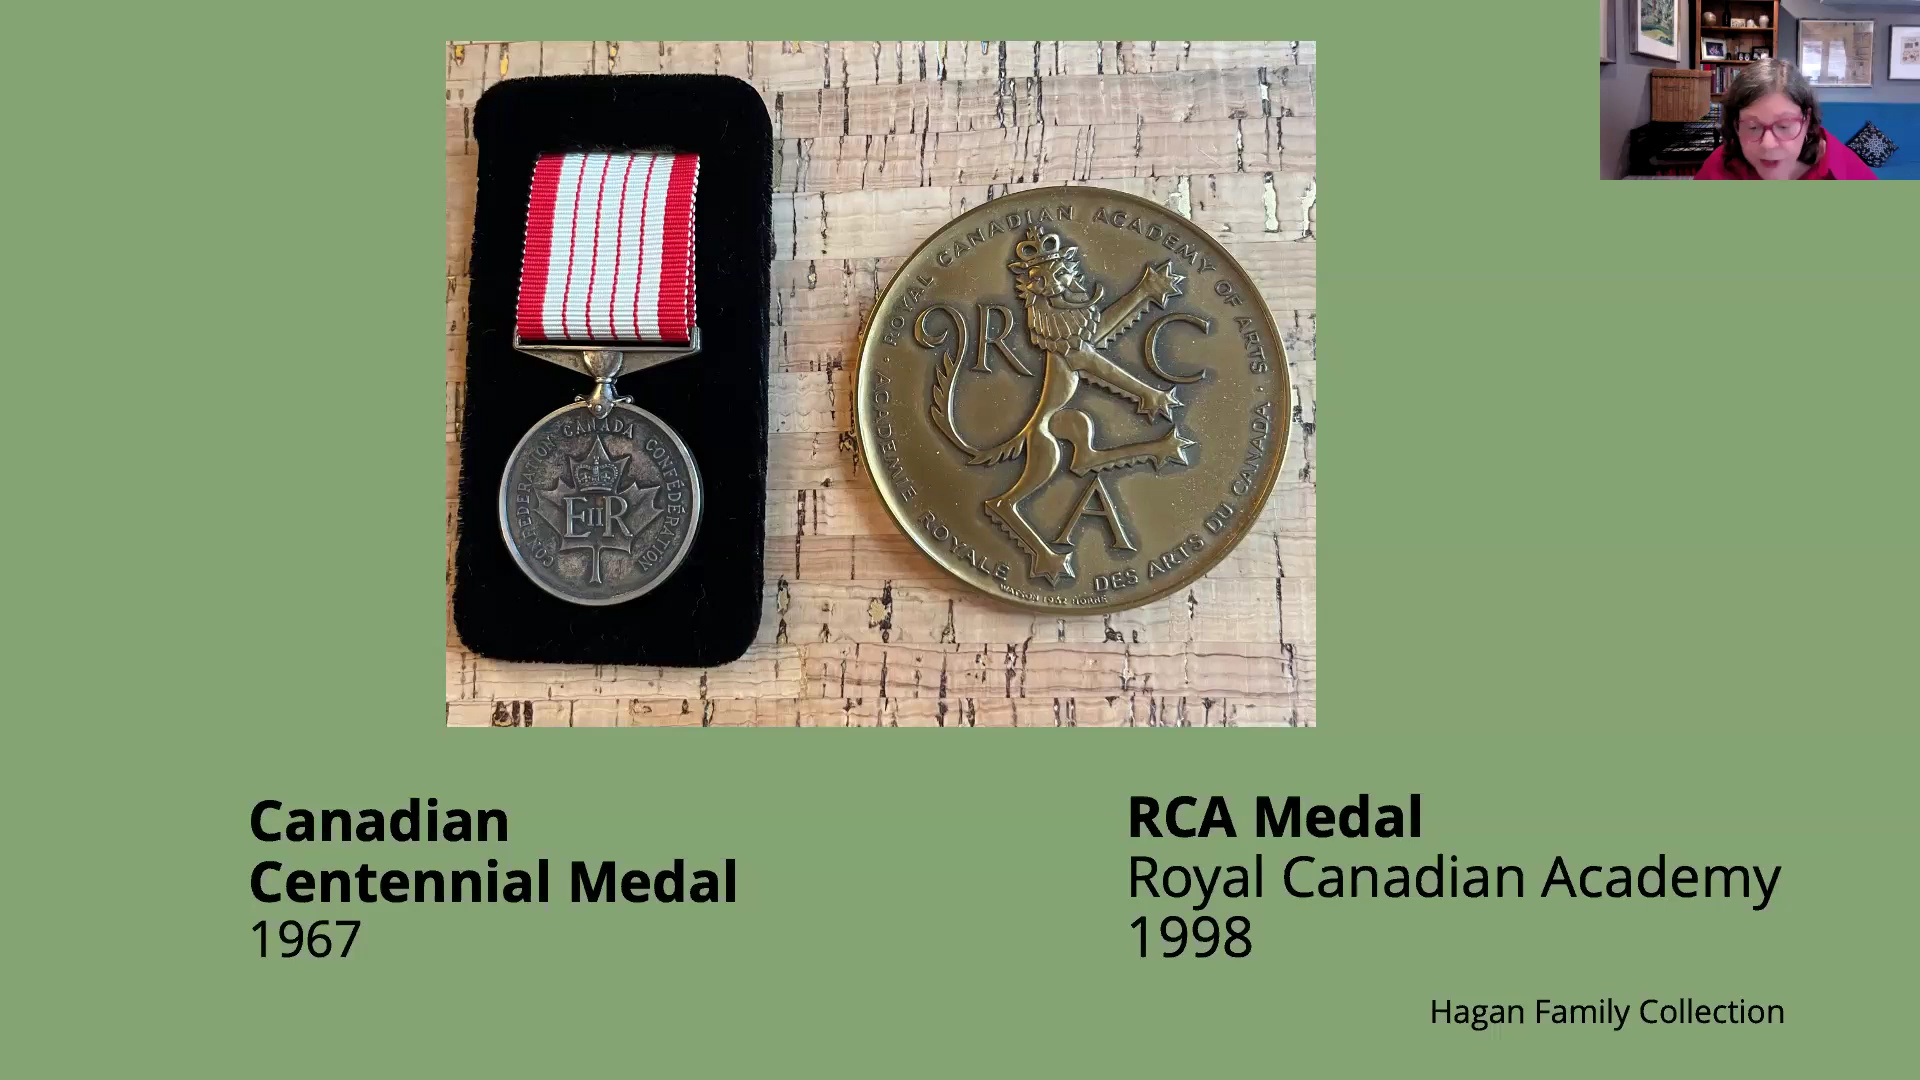 CONFEDERATION CANADA CONFÉDÉRATION
EIIR
ROYAL CANADIAN ACADEMY OF ARTS
R C
A
ACADÉMIE ROYALE DES ARTS DU CANADA
1952
Canadian
Centennial Medal
1967
RCA Medal
Royal Canadian Academy
1998
Hagan Family Collection